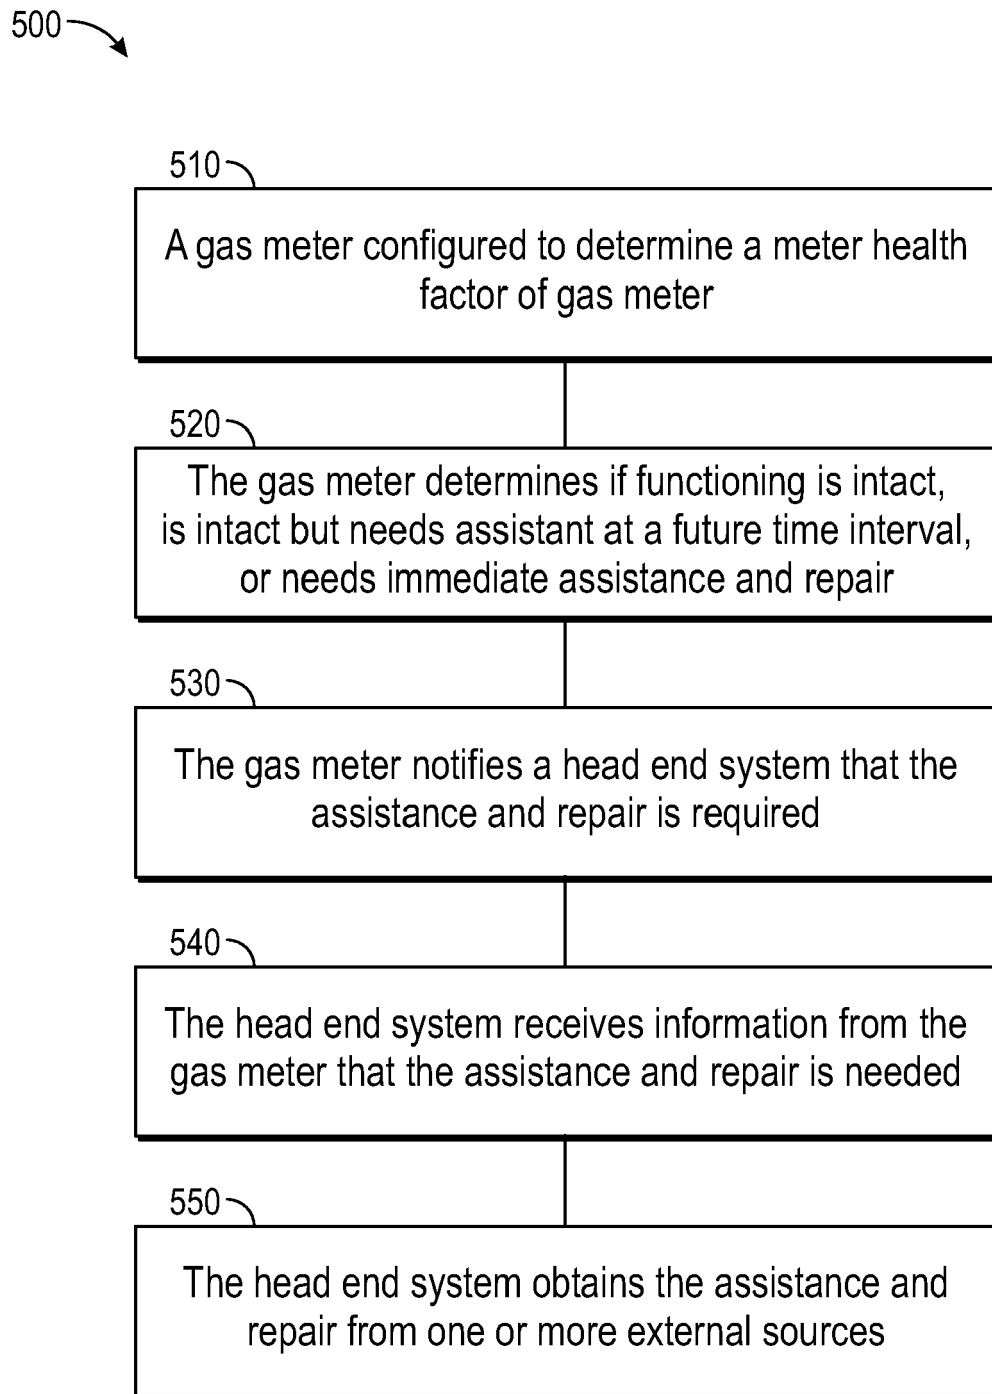 500
510
A gas meter configured to determine a meter health
factor of gas meter
520
The gas meter determines if functioning is intact,
is intact but needs assistant at a future time interval,
or needs immediate assistance and repair
530
The gas meter notifies a head end system that the
assistance and repair is required
540
The head end system receives information from the
gas meter that the assistance and repair is needed
550
The head end system obtains the assistance and
repair from one or more external sources